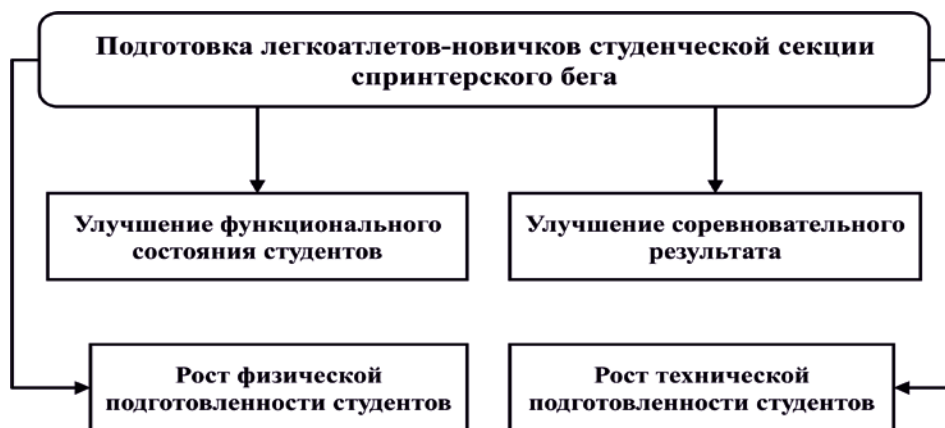 Подготовка легкоатлетов-новичков студенческой секции
спринтерского бега
Улучшение функционального
состояния студентов
Улучшение соревновательного
результата
Рост физической
подготовленности студентов
Рост технической
подготовленности студентов